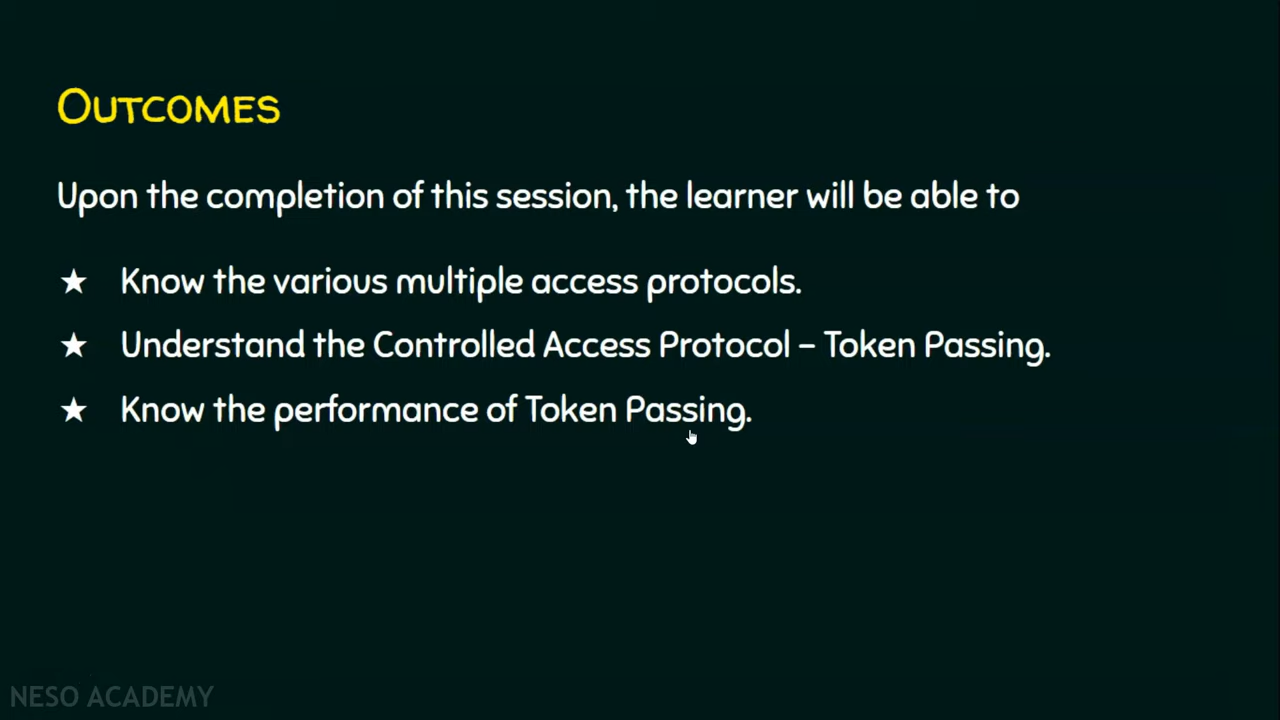 OUTCOMES
Upon the completion of this session, the learner will be able to
★ Know the various multiple access protocols.
★ Understand the Controlled Access Protocol – Token Passing.
★ Know the performance of Token Passing.
NESO ACADEMY